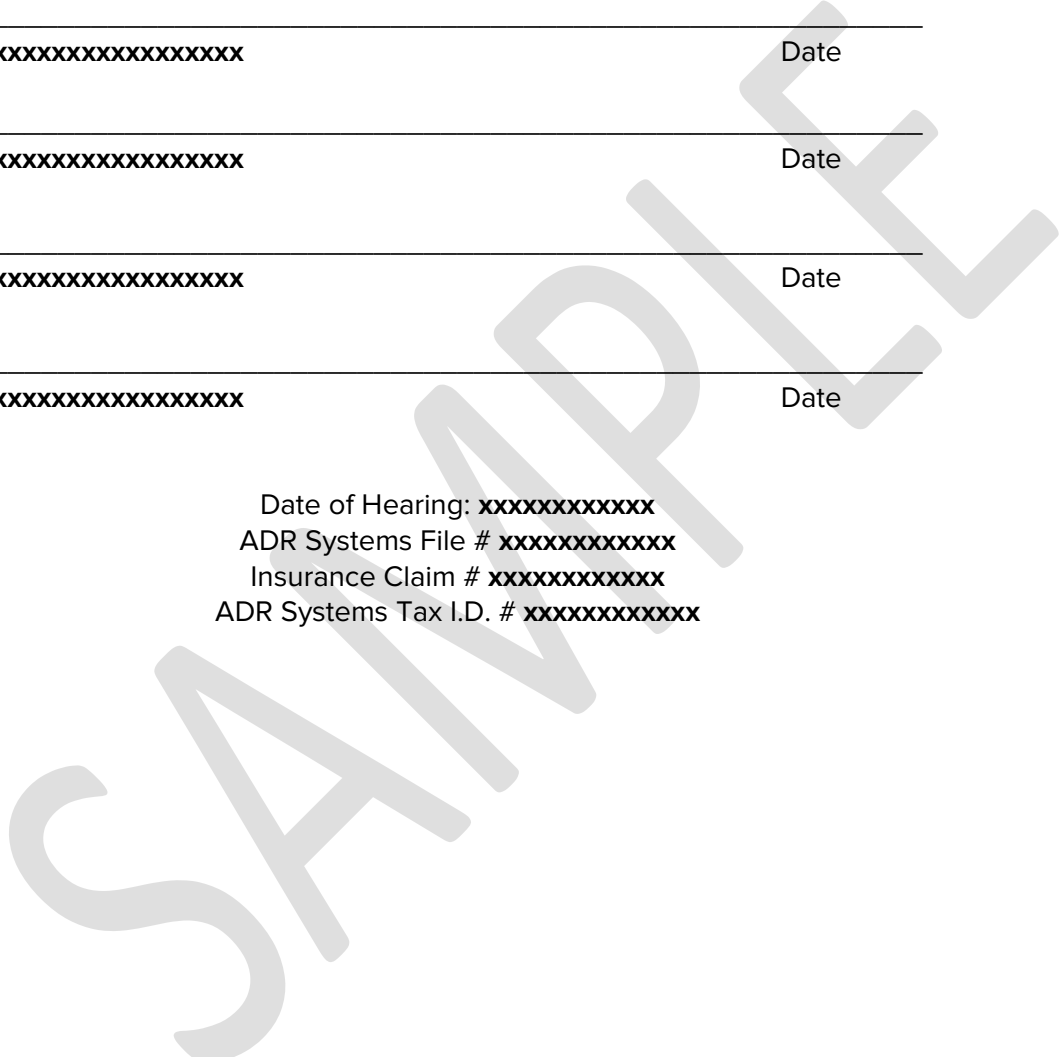 xxxxxxxxxxxxxxxxx Date
xxxxxxxxxxxxxxxxx Date
xxxxxxxxxxxxxxxxx Date
xxxxxxxxxxxxxxxxx Date
Date of Hearing: xxxxxxxxxxxx
ADR Systems File # xxxxxxxxxxxx
Insurance Claim # xxxxxxxxxxxx
ADR Systems Tax I.D. # xxxxxxxxxxxx
SAMPLE